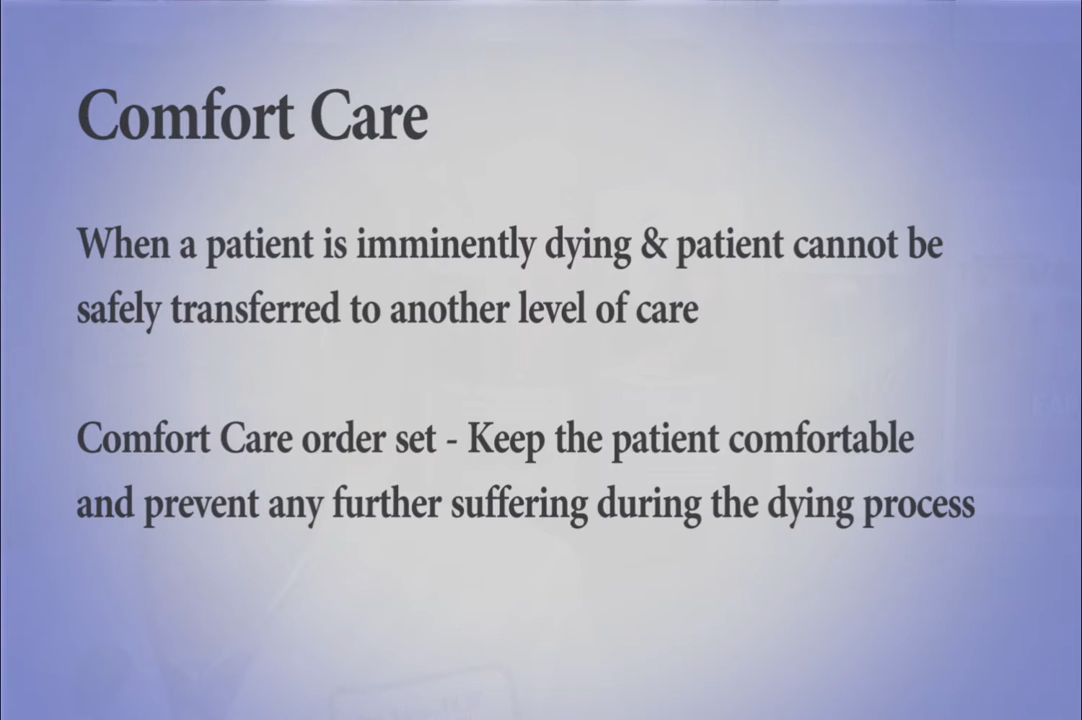 Comfort Care
When a patient is imminently dying & patient cannot be
safely transferred to another level of care
Comfort Care order set - Keep the patient comfortable
and prevent any further suffering during the dying process